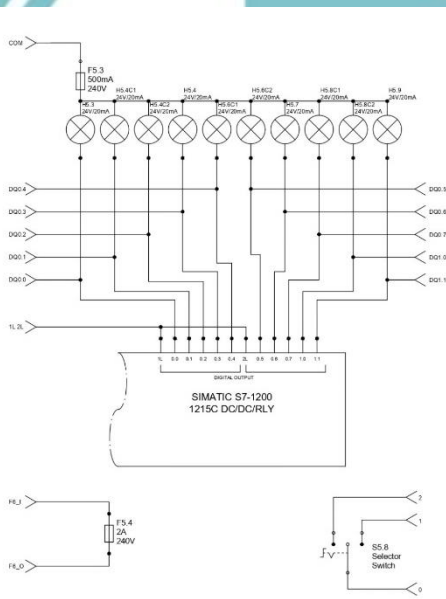 COM
F5.3
500mA
240V
H5.3
24V/20mA
H5.4C1
24V/20mA
H5.4C2
24V/20mA
H5.4
24V/20mA
H5.6C1
24V/20mA
H5.6C2
24V/20mA
H5.7
24V/20mA
H5.8C1
24V/20mA
H5.8C2
24V/20mA
H5.9
24V/20mA
DQ0.4
DQ0.3
DQ0.2
DQ0.1
DQ0.0
DQ0.5
DQ0.6
DQ0.7
DQ1.0
DQ1.1
1L 2L
1L 0.0 0.1 0.2 0.3 0.4 2L 0.5 0.6 0.7 1.0 1.1
DIGITAL OUTPUT
SIMATIC S7-1200
1215C DC/DC/RLY
F6_I
F5.4
2A
240V
F6_O
2
1
S5.8
Selector
Switch
0